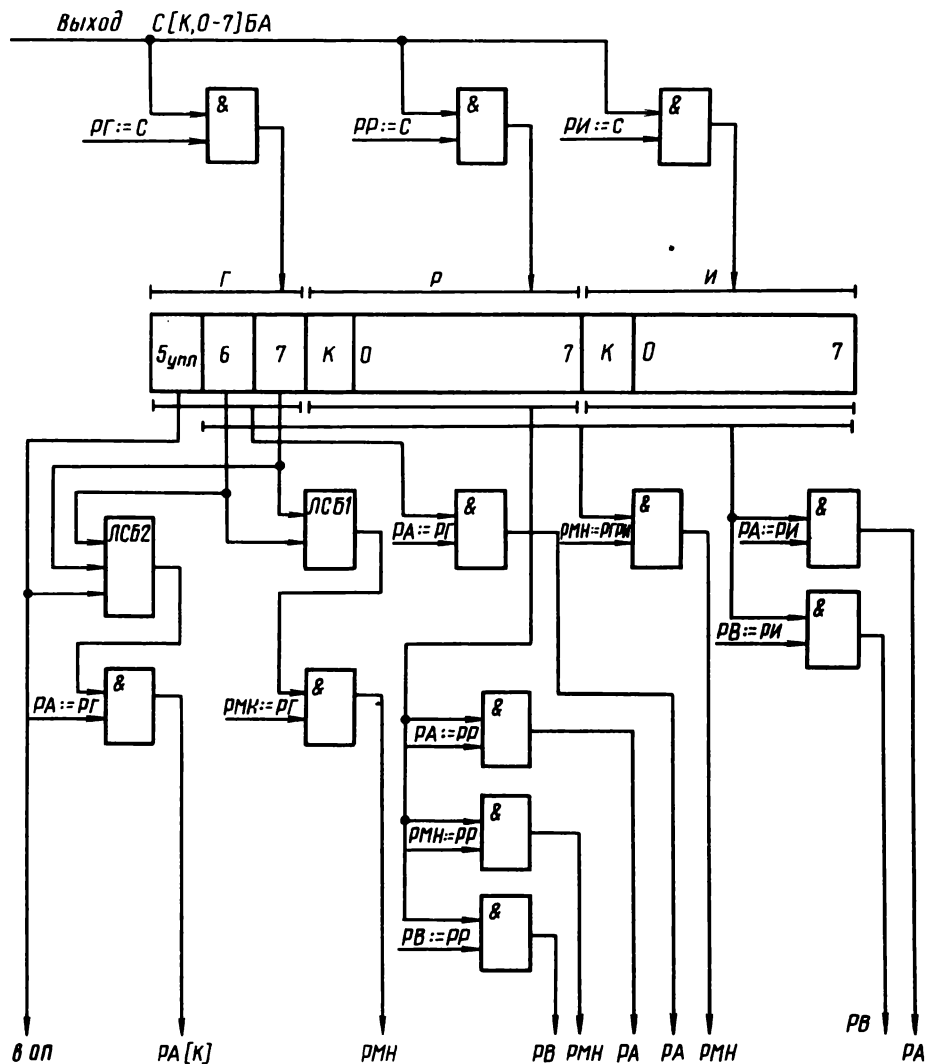 Выход С[К,0-7]БА
& & &
РГ:=С РР:=С РИ:=С
Г Р И
5упл 6 7 К 0 7 К 0 7
ЛСБ2 ЛСБ1 & & &
РА:=РГ РМН:=РГРИ РА:=РИ
&
РВ:=РИ
& &
РА:=РГ РМК:=РГ
&
РА:=РР
&
РМН:=РР
&
РВ:=РР
в оп РА[К] РМН РВ РМН РА РА РМН РВ РА